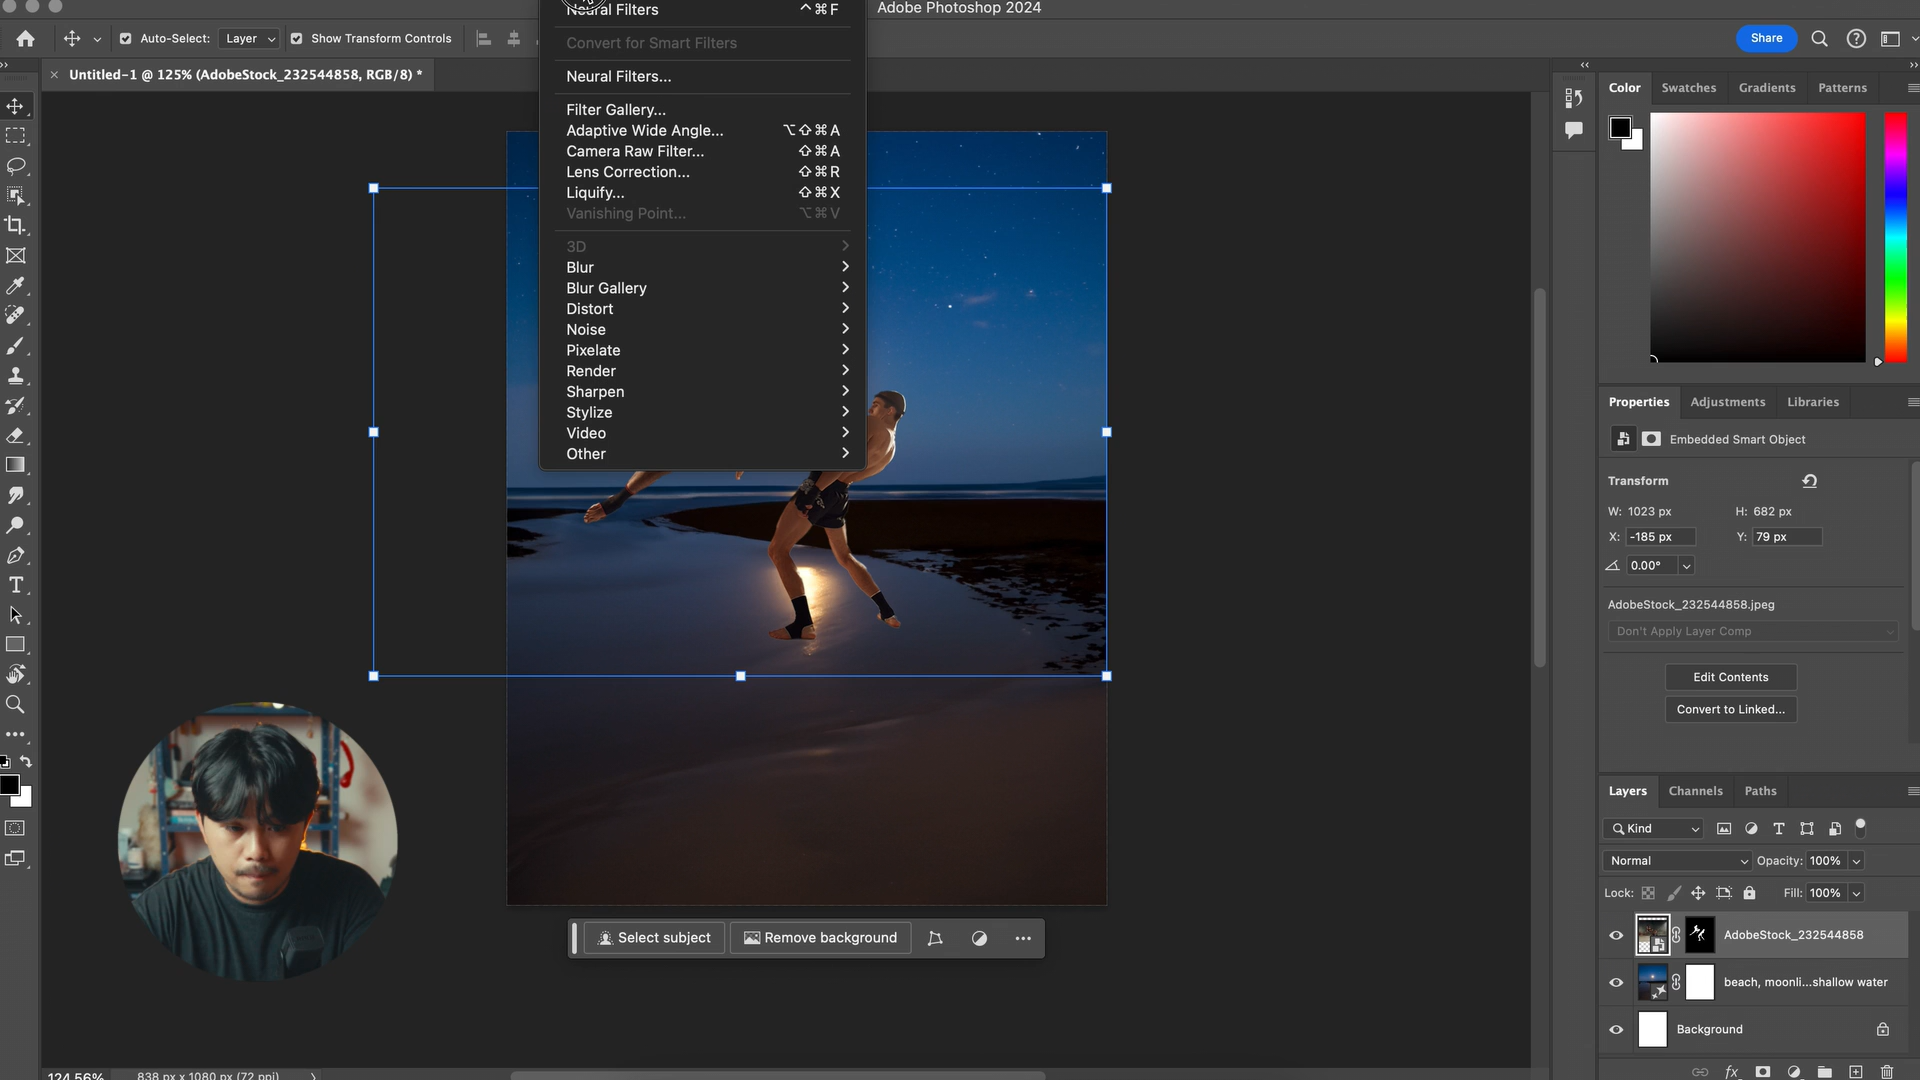 Adobe Photoshop 2024
Neural Filters ^⌘F
Auto-Select: Layer Show Transform Controls
Share
Convert for Smart Filters
Untitled-1 @ 125% (AdobeStock_232544858, RGB/8) *
Neural Filters...
Color Swatches Gradients Patterns
Filter Gallery...
Adaptive Wide Angle... ⌥⇧⌘A
Camera Raw Filter... ⇧⌘A
Lens Correction... ⇧⌘R
Liquify... ⇧⌘X
Vanishing Point... ⌥⌘V
3D
Blur
Blur Gallery
Distort
Noise
Pixelate
Render
Sharpen
Stylize
Video
Other
Properties Adjustments Libraries
Embedded Smart Object
Transform
W: 1023 px H: 682 px
X: -185 px Y: 79 px
0.00°
AdobeStock_232544858.jpeg
Don't Apply Layer Comp
Edit Contents
Convert to Linked...
Layers Channels Paths
Kind
Normal Opacity: 100%
Lock: Fill: 100%
AdobeStock_232544858
beach, moonli...shallow water
Background
Select subject Remove background
124.56% 838 px x 1080 px (72 ppi)
fx